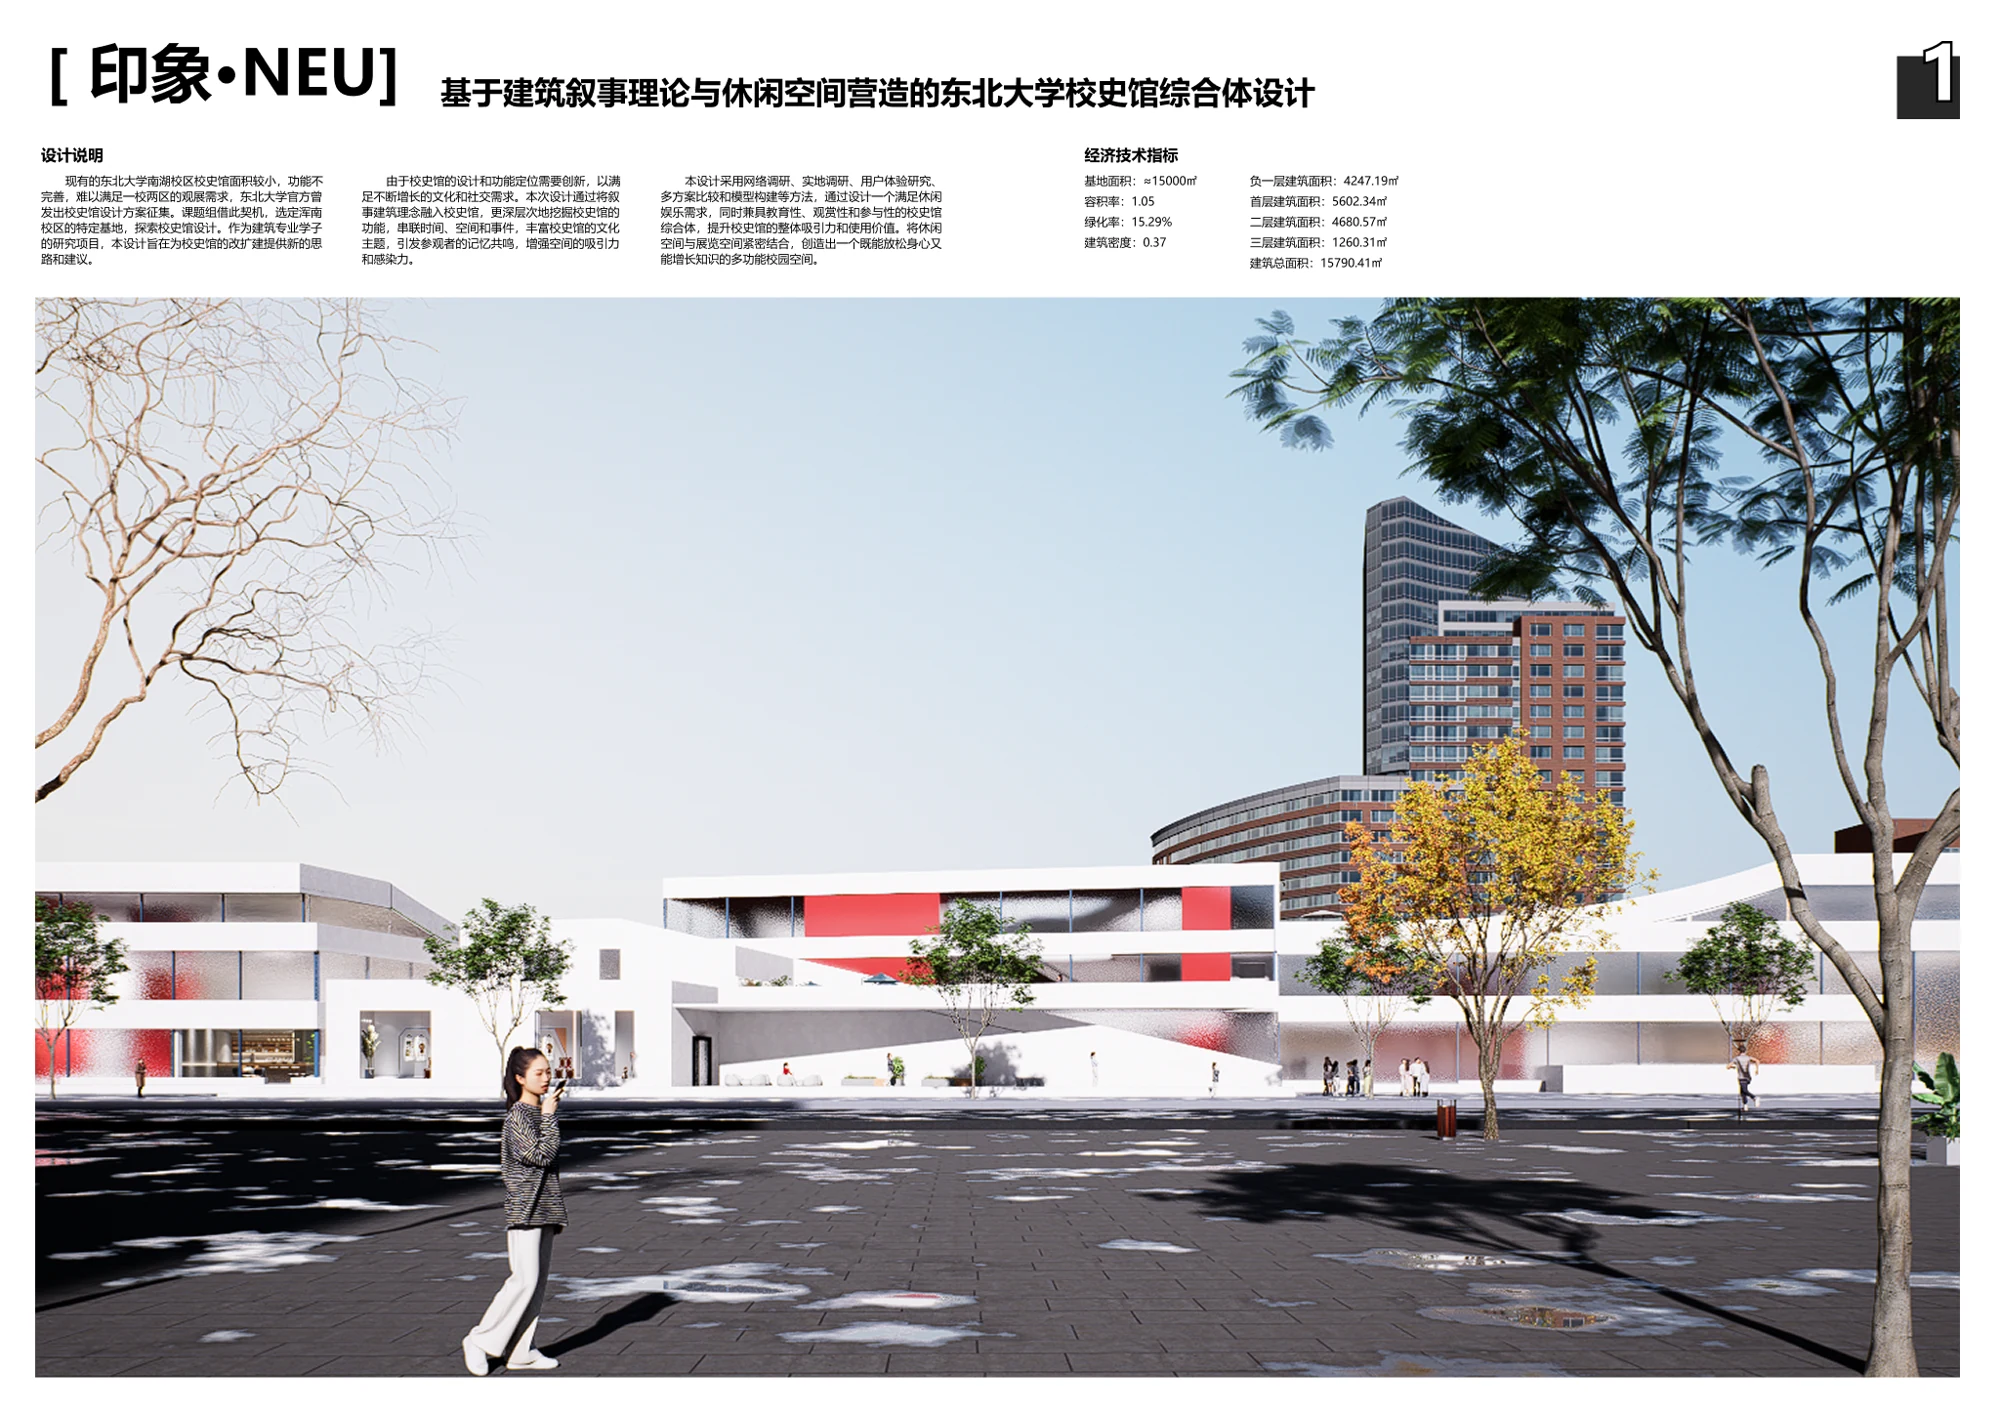 [ 印象·NEU]
基于建筑叙事理论与休闲空间营造的东北大学校史馆综合体设计
1
设计说明
现有的东北大学南湖校区校史馆面积较小，功能不
完善，难以满足一校两区的观展需求，东北大学官方曾
发出校史馆设计方案征集。课题组借此契机，选定浑南
校区的特定基地，探索校史馆设计。作为建筑专业学子
的研究项目，本设计旨在为校史馆的改扩建提供新的思
路和建议。
由于校史馆的设计和功能定位需要创新，以满
足不断增长的文化和社交需求。本次设计通过将叙
事建筑理念融入校史馆，更深层次地挖掘校史馆的
功能，串联时间、空间和事件，丰富校史馆的文化
主题，引发参观者的记忆共鸣，增强空间的吸引力
和感染力。
本设计采用网络调研、实地调研、用户体验研究、
多方案比较和模型构建等方法，通过设计一个满足休闲
娱乐需求，同时兼具教育性、观赏性和参与性的校史馆
综合体，提升校史馆的整体吸引力和使用价值。将休闲
空间与展览空间紧密结合，创造出一个既能放松身心又
能增长知识的多功能校园空间。
经济技术指标
基地面积：≈15000㎡
容积率：1.05
绿化率：15.29%
建筑密度：0.37
负一层建筑面积：4247.19㎡
首层建筑面积：5602.34㎡
二层建筑面积：4680.57㎡
三层建筑面积：1260.31㎡
建筑总面积：15790.41㎡